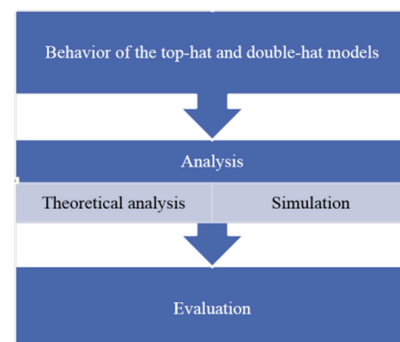 Behavior of the top-hat and double-hat models
Analysis
Theoretical analysis
Simulation
Evaluation